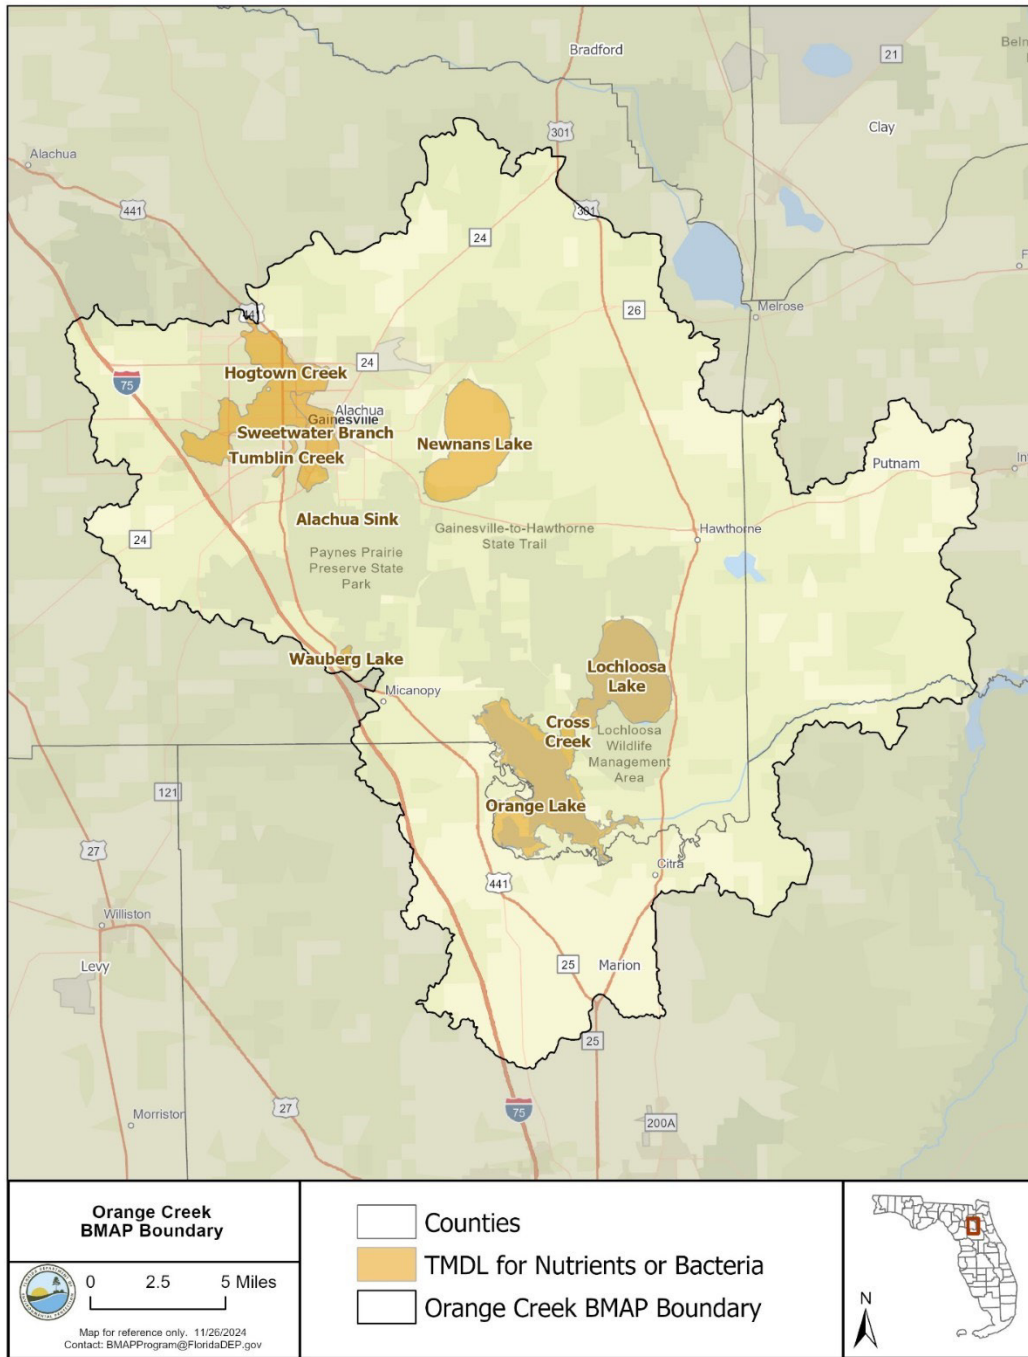 Bradford
21
Clay
301
Alachua
441
301
24
26
Melrose
441
24
75
Hogtown Creek
Alachua
Gainesville
Sweetwater Branch
Tumblin Creek
Newnans Lake
Putnam
Alachua Sink
Gainesville-to-Hawthorne
State Trail
Hawthorne
24
Paynes Prairie
Preserve State
Park
Wauberg Lake
Micanopy
Lochloosa
Lake
Cross
Creek
Lochloosa
Wildlife
Management
Area
121
Orange Lake
27
441
Citra
Williston
Levy
25
Marion
25
Morriston
27
75
200A
Orange Creek
BMAP Boundary
0 2.5 5 Miles
Map for reference only. 11/26/2024
Contact: BMAPProgram@FloridaDEP.gov
Counties
TMDL for Nutrients or Bacteria
Orange Creek BMAP Boundary
N